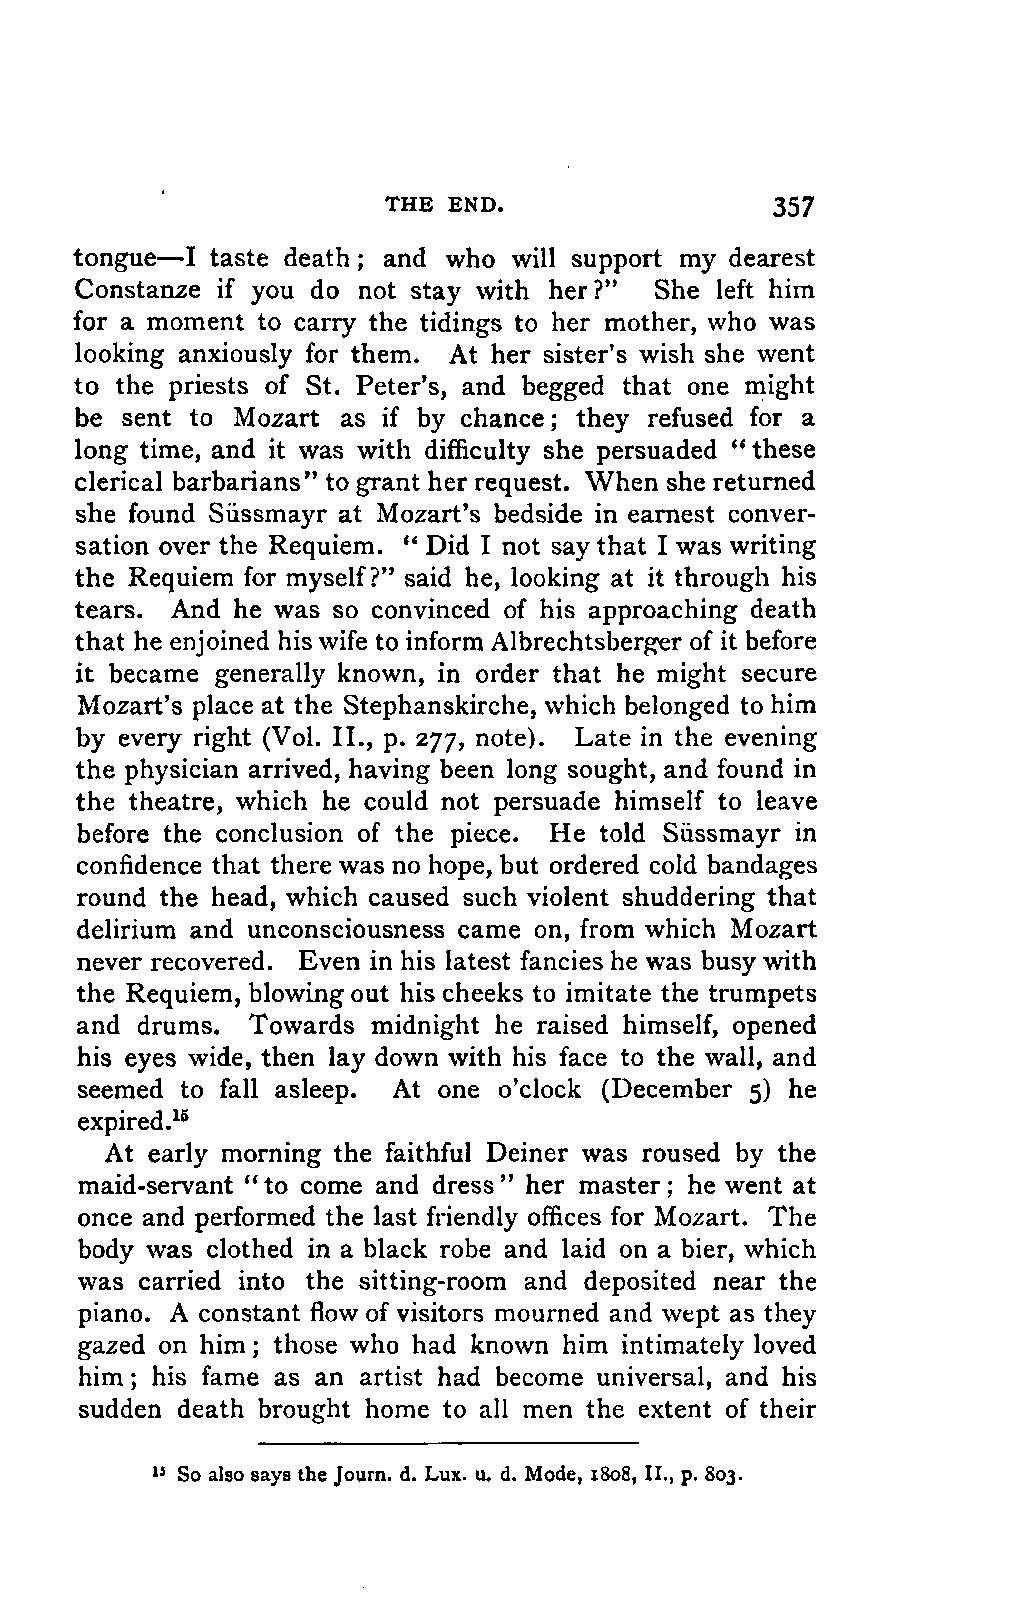 THE END. 357
tongue—I taste death; and who will support my dearest
Constanze if you do not stay with her?" She left him
for a moment to carry the tidings to her mother, who was
looking anxiously for them. At her sister's wish she went
to the priests of St. Peter's, and begged that one might
be sent to Mozart as if by chance; they refused for a
long time, and it was with difficulty she persuaded "these
clerical barbarians" to grant her request. When she returned
she found Süssmayr at Mozart's bedside in earnest conver-
sation over the Requiem. "Did I not say that I was writing
the Requiem for myself?" said he, looking at it through his
tears. And he was so convinced of his approaching death
that he enjoined his wife to inform Albrechtsberger of it before
it became generally known, in order that he might secure
Mozart's place at the Stephanskirche, which belonged to him
by every right (Vol. II., p. 277, note). Late in the evening
the physician arrived, having been long sought, and found in
the theatre, which he could not persuade himself to leave
before the conclusion of the piece. He told Süssmayr in
confidence that there was no hope, but ordered cold bandages
round the head, which caused such violent shuddering that
delirium and unconsciousness came on, from which Mozart
never recovered. Even in his latest fancies he was busy with
the Requiem, blowing out his cheeks to imitate the trumpets
and drums. Towards midnight he raised himself, opened
his eyes wide, then lay down with his face to the wall, and
seemed to fall asleep. At one o'clock (December 5) he
expired.¹⁵
At early morning the faithful Deiner was roused by the
maid-servant "to come and dress" her master; he went at
once and performed the last friendly offices for Mozart. The
body was clothed in a black robe and laid on a bier, which
was carried into the sitting-room and deposited near the
piano. A constant flow of visitors mourned and wept as they
gazed on him; those who had known him intimately loved
him; his fame as an artist had become universal, and his
sudden death brought home to all men the extent of their
¹⁵ So also says the Journ. d. Lux. u. d. Mode, 1808, II., p. 803.